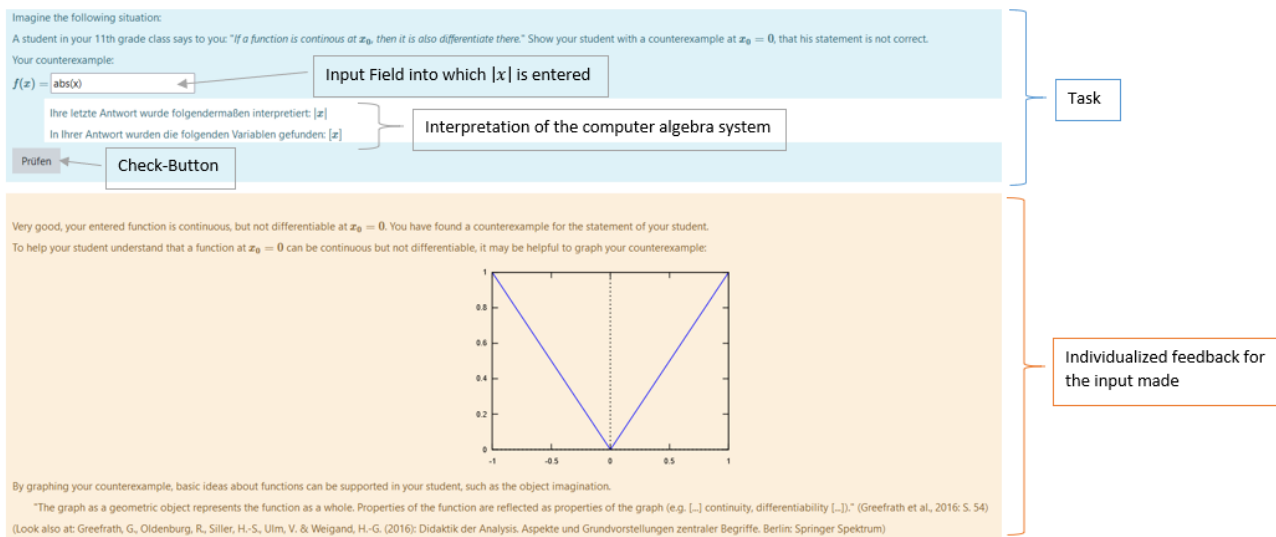 Imagine the following situation:
A student in your 11th grade class says to you: "If a function is continous at x₀, then it is also differentiate there." Show your student with a counterexample at x₀ = 0, that his statement is not correct.
Your counterexample:
f(x) = abs(x)
Input Field into which |x| is entered
Task
Ihre letzte Antwort wurde folgendermaßen interpretiert: |x|
In Ihrer Antwort wurden die folgenden Variablen gefunden: [x]
Interpretation of the computer algebra system
Prüfen
Check-Button
Very good, your entered function is continuous, but not differentiable at x₀ = 0. You have found a counterexample for the statement of your student.
To help your student understand that a function at x₀ = 0 can be continuous but not differentiable, it may be helpful to graph your counterexample:
1
0.8
0.6
0.4
0.2
0
-1 -0.5 0 0.5 1
Individualized feedback for
the input made
By graphing your counterexample, basic ideas about functions can be supported in your student, such as the object imagination.
"The graph as a geometric object represents the function as a whole. Properties of the function are reflected as properties of the graph (e.g. [...] continuity, differentiability [...])." (Greefrath et al., 2016: S. 54)
(Look also at: Greefrath, G., Oldenburg, R., Siller, H.-S., Ulm, V. & Weigand, H.-G. (2016): Didaktik der Analysis. Aspekte und Grundvorstellungen zentraler Begriffe. Berlin: Springer Spektrum)